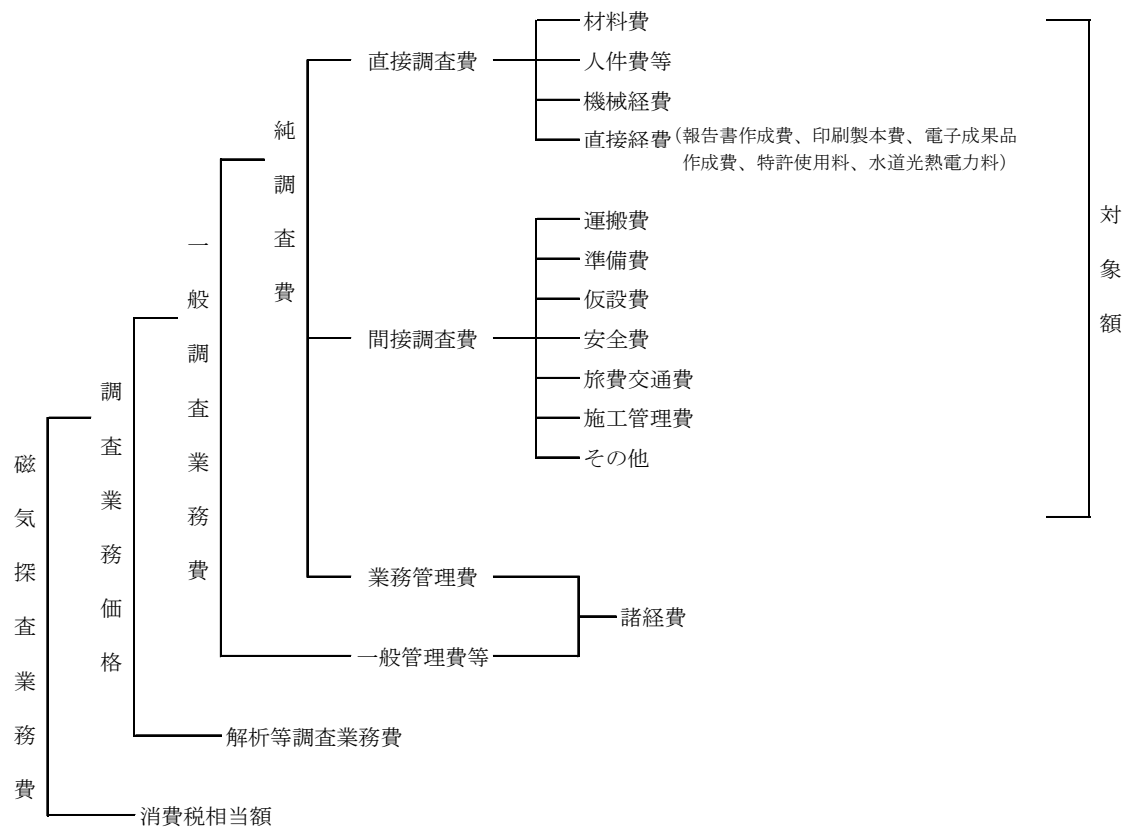 磁気探査業務費
調査業務価格
一般調査業務費
純調査費
直接調査費
材料費
人件費等
機械経費
直接経費(報告書作成費、印刷製本費、電子成果品
作成費、特許使用料、水道光熱電力料)
間接調査費
運搬費
準備費
仮設費
安全費
旅費交通費
施工管理費
その他
対象額
業務管理費
諸経費
一般管理費等
解析等調査業務費
消費税相当額